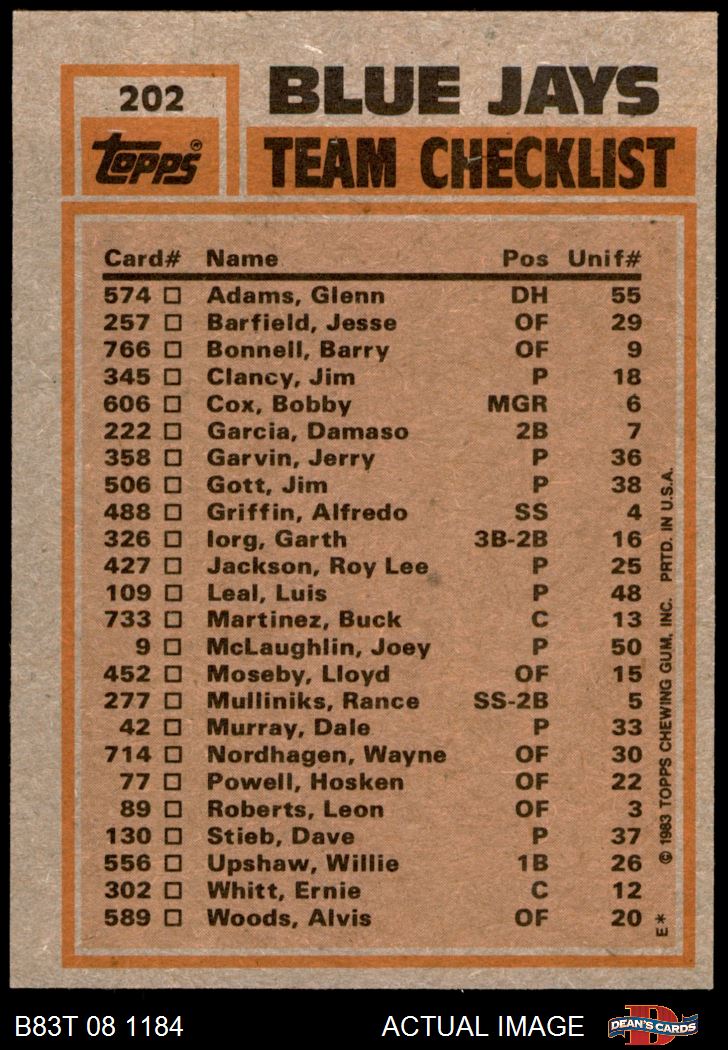 202
BLUE JAYS
Topps®
TEAM CHECKLIST
Card# Name Pos Unif#
574 □ Adams, Glenn DH 55
257 □ Barfield, Jesse OF 29
766 □ Bonnell, Barry OF 9
345 □ Clancy, Jim P 18
606 □ Cox, Bobby MGR 6
222 □ Garcia, Damaso 2B 7
358 □ Garvin, Jerry P 36
506 □ Gott, Jim P 38
488 □ Griffin, Alfredo SS 4
326 □ Iorg, Garth 3B-2B 16
427 □ Jackson, Roy Lee P 25
109 □ Leal, Luis P 48
733 □ Martinez, Buck C 13
9 □ McLaughlin, Joey P 50
452 □ Moseby, Lloyd OF 15
277 □ Mulliniks, Rance SS-2B 5
42 □ Murray, Dale P 33
714 □ Nordhagen, Wayne OF 30
77 □ Powell, Hosken OF 22
89 □ Roberts, Leon OF 3
130 □ Stieb, Dave P 37
556 □ Upshaw, Willie 1B 26
302 □ Whitt, Ernie C 12
589 □ Woods, Alvis OF 20
E* © 1983 TOPPS CHEWING GUM, INC. PRTD. IN U.S.A.
B83T 08 1184 ACTUAL IMAGE
D
DEAN'S CARDS